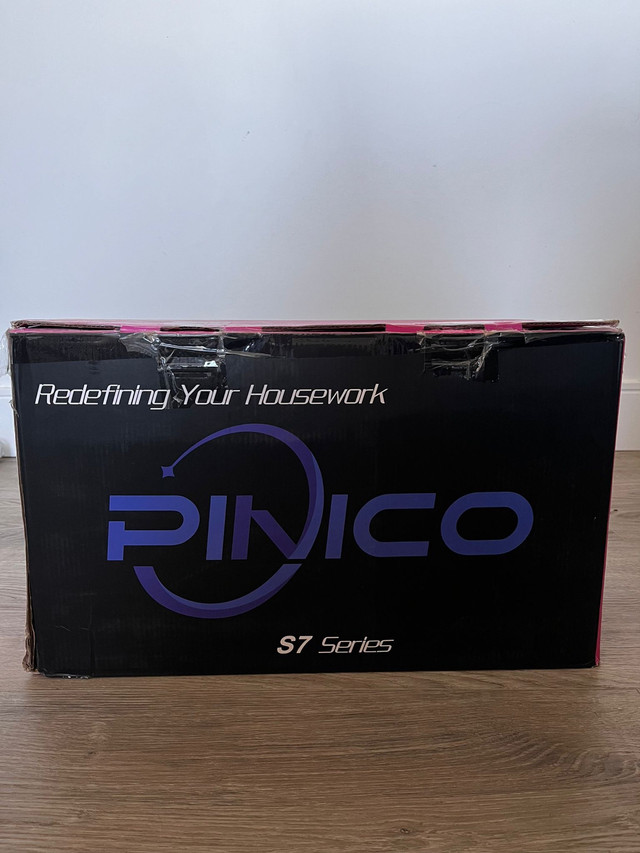 Redefining Your Housework
PINICO
S7 Series